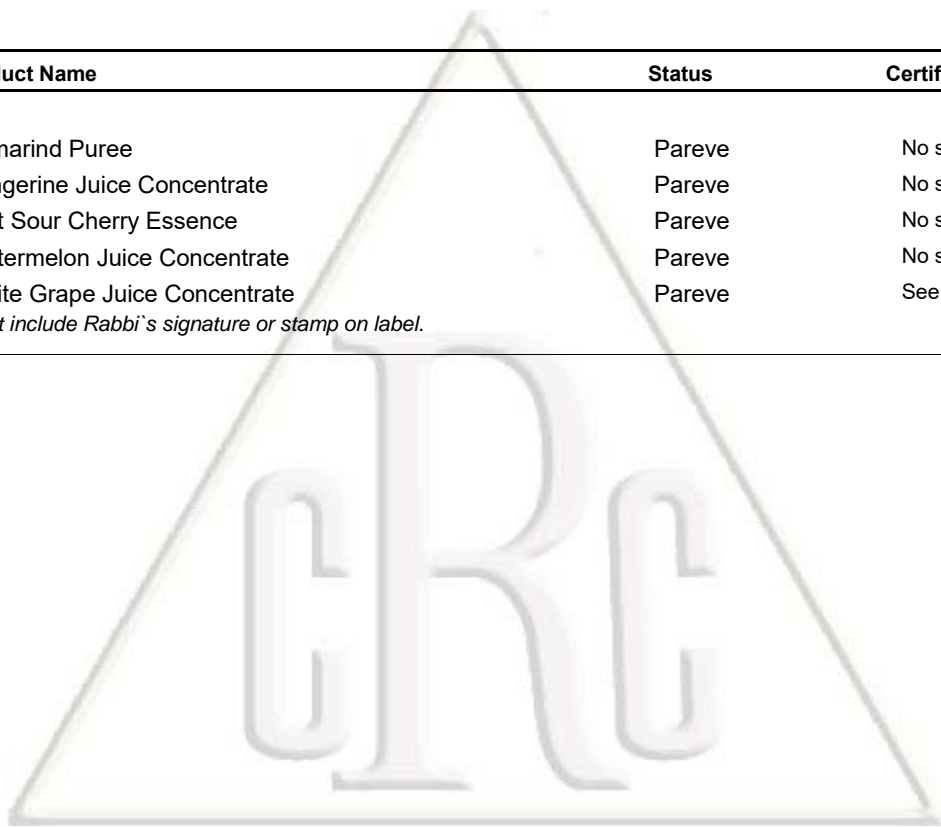 uct Name Status Certif
marind Puree Pareve No s
gerine Juice Concentrate Pareve No s
t Sour Cherry Essence Pareve No s
termelon Juice Concentrate Pareve No s
ite Grape Juice Concentrate Pareve See
t include Rabbi`s signature or stamp on label.
cRc